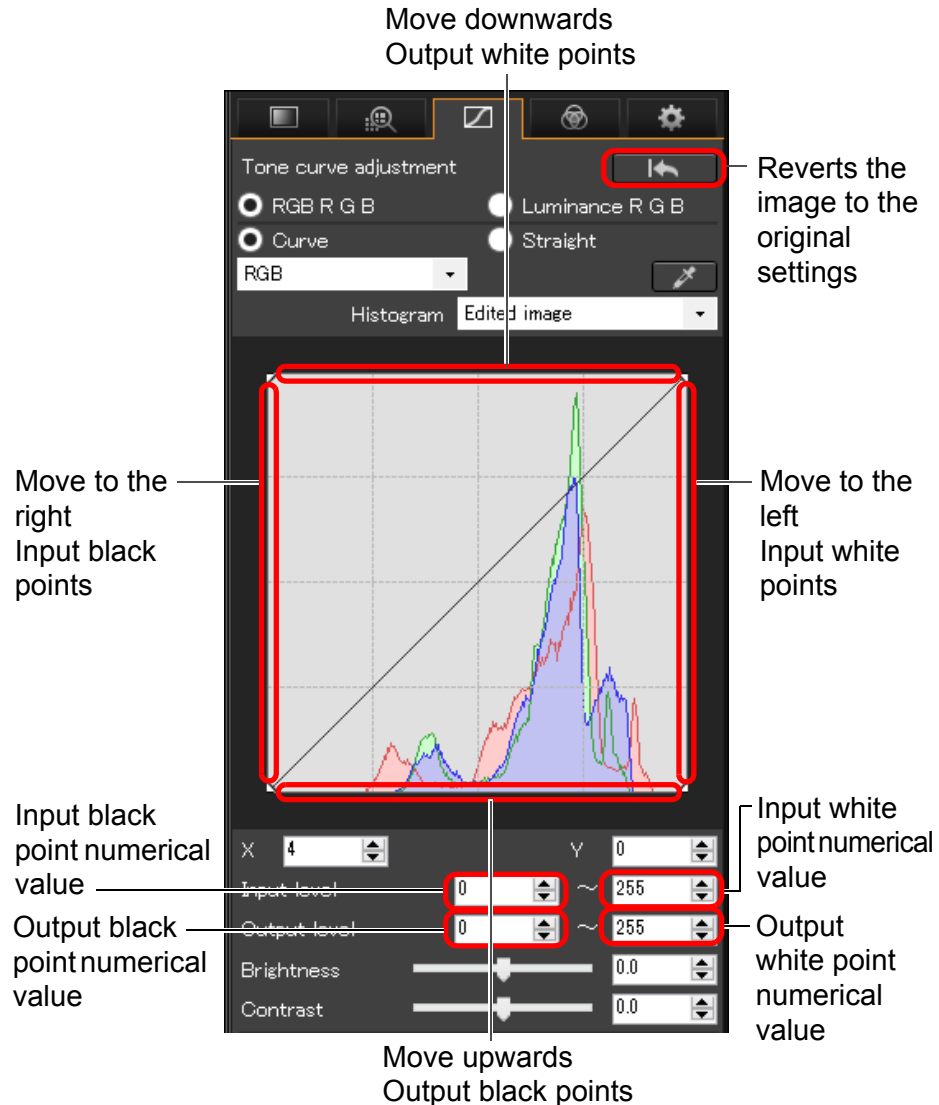 Move downwards
Output white points
Tone curve adjustment
Reverts the
image to the
original
settings
RGB R G B
Luminance R G B
Curve
Straight
RGB
Histogram
Edited image
Move to the
right
Input black
points
Move to the
left
Input white
points
Input black
point numerical
value
Input white
point numerical
value
X 4
Y 0
Input level 0 ~ 255
Output level 0 ~ 255
Output black
point numerical
value
Output
white point
numerical
value
Brightness 0.0
Contrast 0.0
Move upwards
Output black points